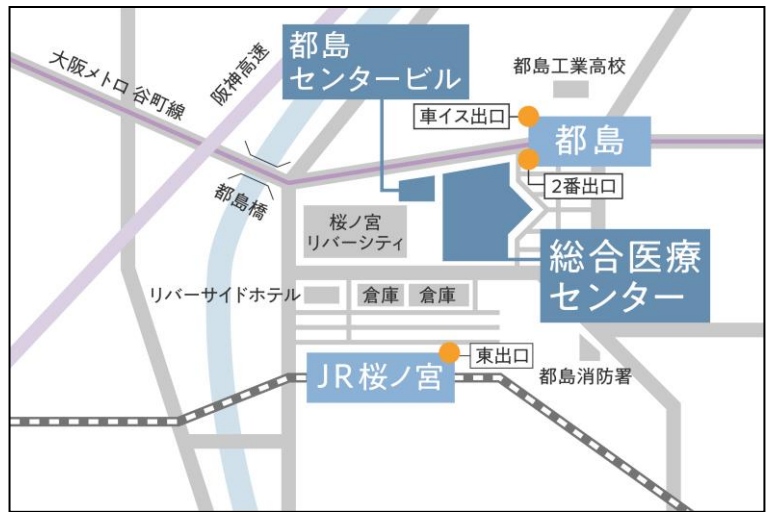 大阪メトロ 谷町線
阪神高速
都島
センタービル
都島工業高校
車イス出口
都島
2番出口
都島橋
桜ノ宮
リバーシティ
総合医療
センター
リバーサイドホテル
倉庫
倉庫
東出口
JR桜ノ宮
都島消防署